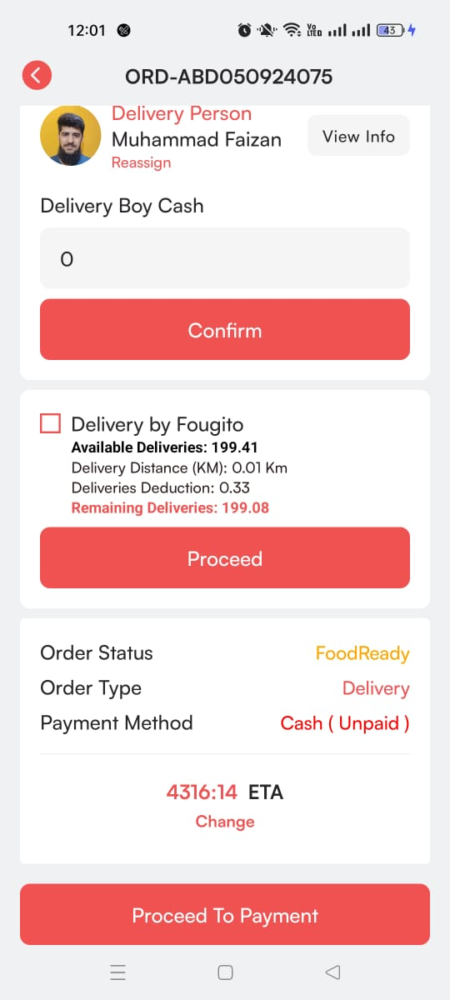 12:01
Vo LTED
43
ORD-ABD050924075
Delivery Person
Muhammad Faizan
View Info
Reassign
Delivery Boy Cash
0
Confirm
Delivery by Fougito
Available Deliveries: 199.41
Delivery Distance (KM): 0.01 Km
Deliveries Deduction: 0.33
Remaining Deliveries: 199.08
Proceed
Order Status FoodReady
Order Type Delivery
Payment Method Cash ( Unpaid )
4316:14 ETA
Change
Proceed To Payment